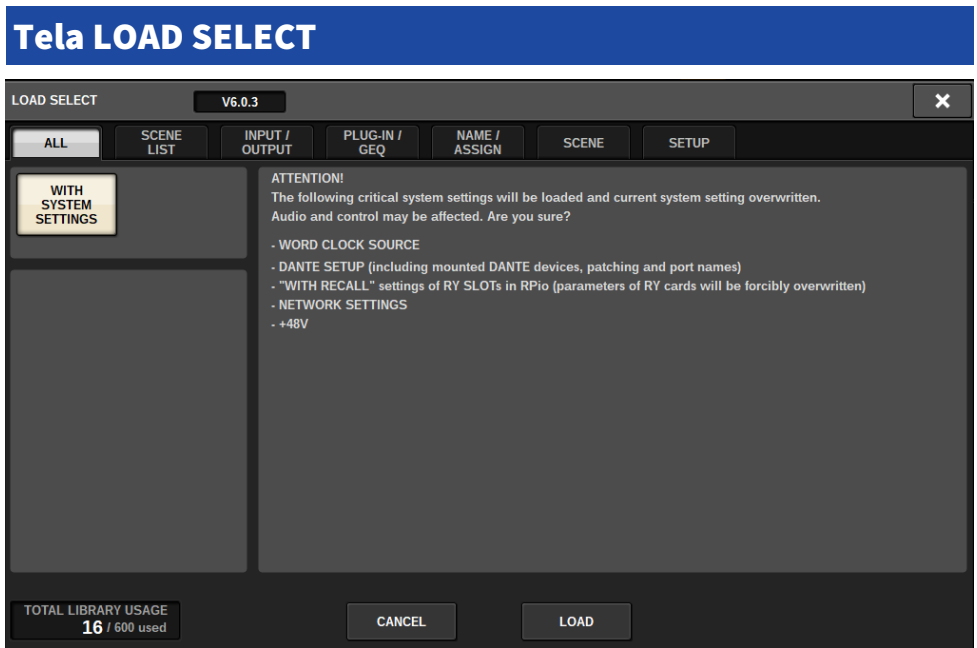 Tela LOAD SELECT
LOAD SELECT
V6.0.3
ALL
SCENE
LIST
INPUT /
OUTPUT
PLUG-IN /
GEQ
NAME /
ASSIGN
SCENE
SETUP
WITH
SYSTEM
SETTINGS
ATTENTION!
The following critical system settings will be loaded and current system setting overwritten.
Audio and control may be affected. Are you sure?
- WORD CLOCK SOURCE
- DANTE SETUP (including mounted DANTE devices, patching and port names)
- "WITH RECALL" settings of RY SLOTs in RPio (parameters of RY cards will be forcibly overwritten)
- NETWORK SETTINGS
- +48V
TOTAL LIBRARY USAGE
16 / 600 used
CANCEL
LOAD